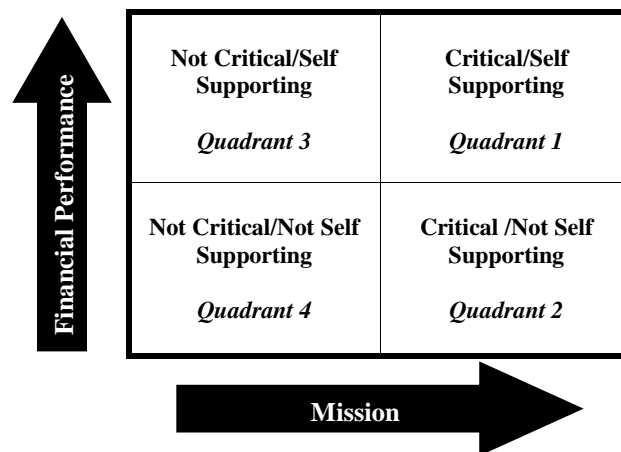 Financial Performance
Not Critical/Self
Supporting
Quadrant 3
Critical/Self
Supporting
Quadrant 1
Not Critical/Not Self
Supporting
Quadrant 4
Critical /Not Self
Supporting
Quadrant 2
Mission